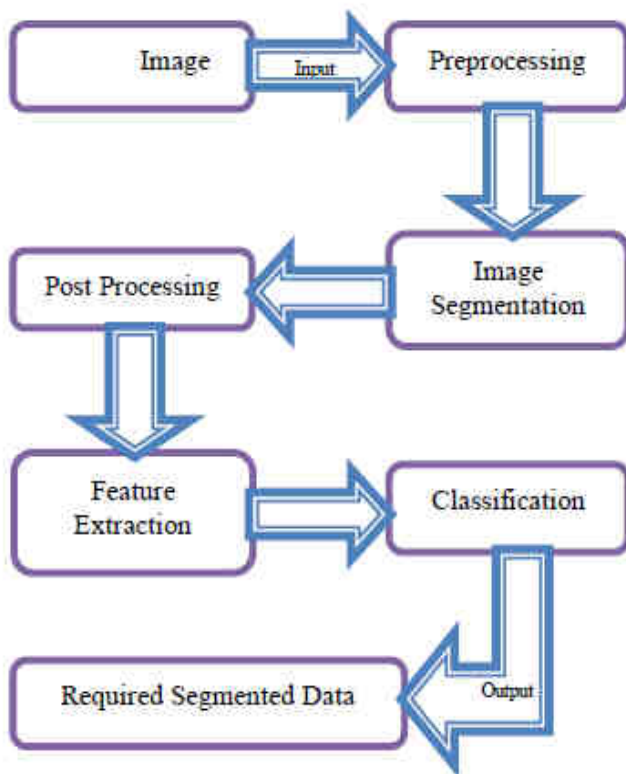 Image
Input
Preprocessing
Image
Segmentation
Post Processing
Feature
Extraction
Classification
Output
Required Segmented Data